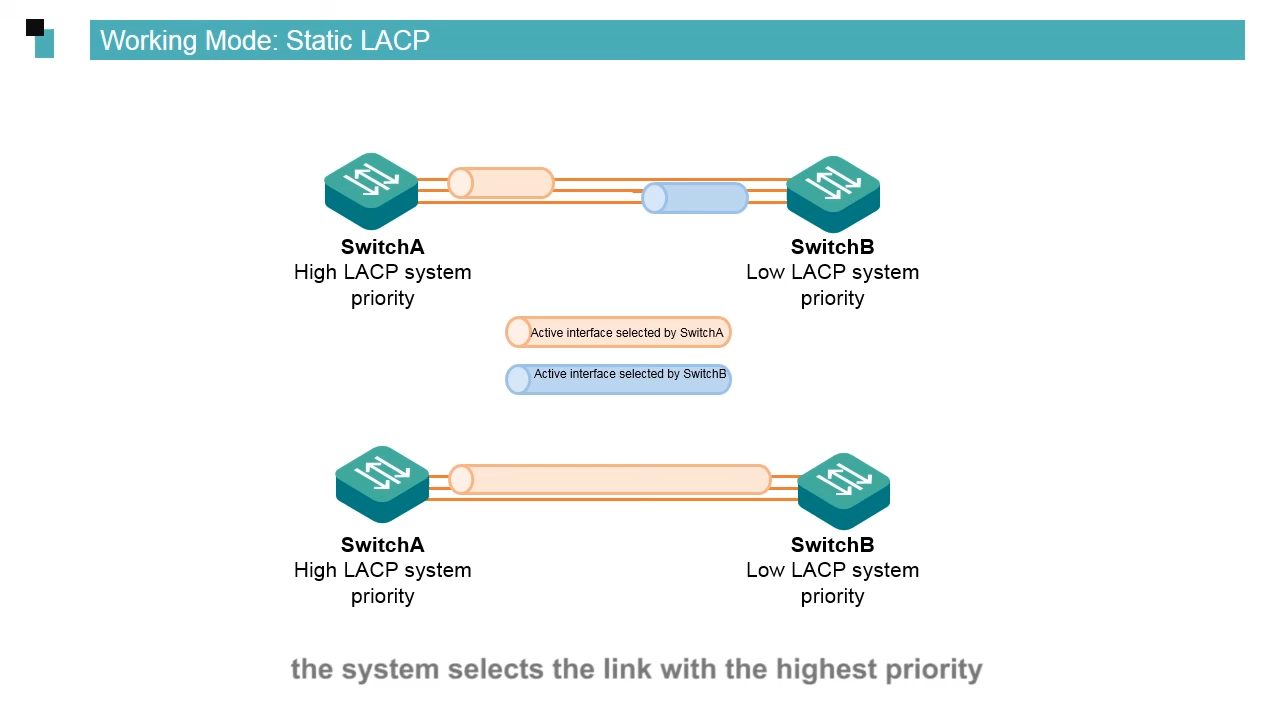 Working Mode: Static LACP
SwitchA
High LACP system
priority
SwitchB
Low LACP system
priority
Active interface selected by SwitchA
Active interface selected by SwitchB
SwitchA
High LACP system
priority
SwitchB
Low LACP system
priority
the system selects the link with the highest priority